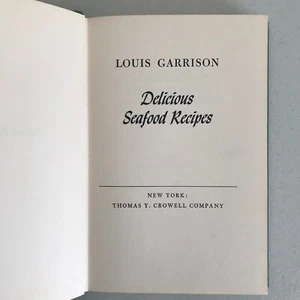 LOUIS GARRISON
Delicious
Seafood Recipes
NEW YORK:
THOMAS Y. CROWELL COMPANY